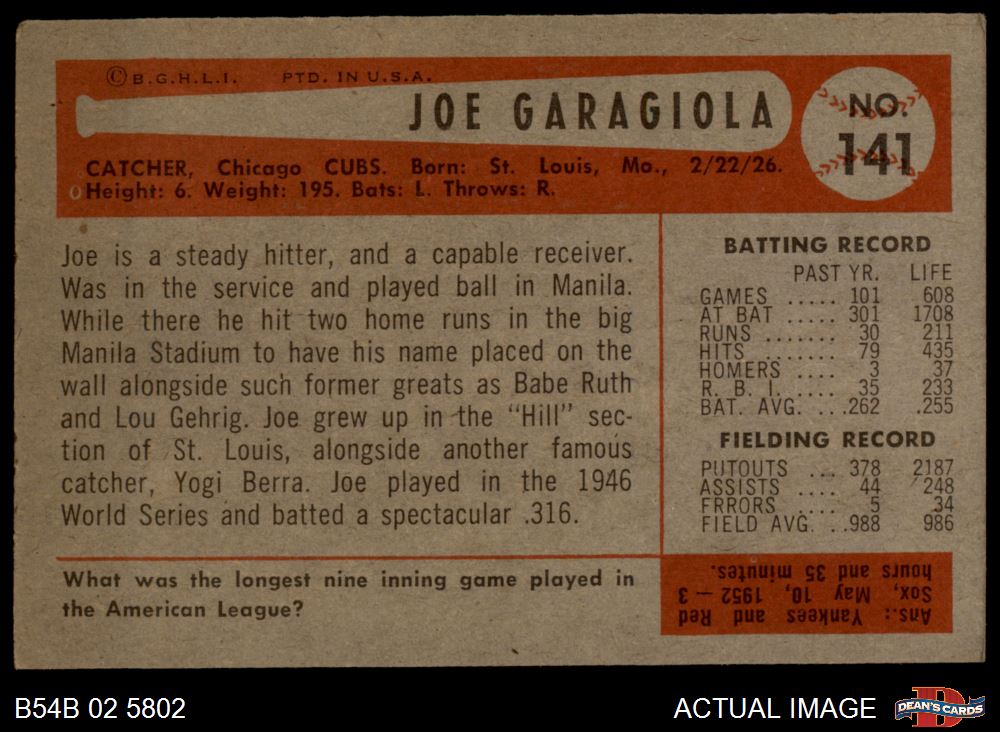 © B.G.H.L.I. PTD. IN U.S.A.
JOE GARAGIOLA
NO.
141
CATCHER, Chicago CUBS. Born: St. Louis, Mo., 2/22/26.
Height: 6. Weight: 195. Bats: L. Throws: R.
Joe is a steady hitter, and a capable receiver.
Was in the service and played ball in Manila.
While there he hit two home runs in the big
Manila Stadium to have his name placed on the
wall alongside such former greats as Babe Ruth
and Lou Gehrig. Joe grew up in the "Hill" sec-
tion of St. Louis, alongside another famous
catcher, Yogi Berra. Joe played in the 1946
World Series and batted a spectacular .316.
What was the longest nine inning game played in
the American League?
BATTING RECORD
PAST YR. LIFE
GAMES ..... 101 608
AT BAT ..... 301 1708
RUNS ....... 30 211
HITS ....... 79 435
HOMERS .... 3 37
R. B. I. ..... 35 233
BAT. AVG. ...262 .255
FIELDING RECORD
PUTOUTS ... 378 2187
ASSISTS .... 44 248
ERRORS .... 5 34
FIELD AVG. ..988 986
Ans.: Yankees and Red
Sox, May 10, 1952 — 3
hours and 35 minutes.
B54B 02 5802
ACTUAL IMAGE
D
DEAN'S CARDS